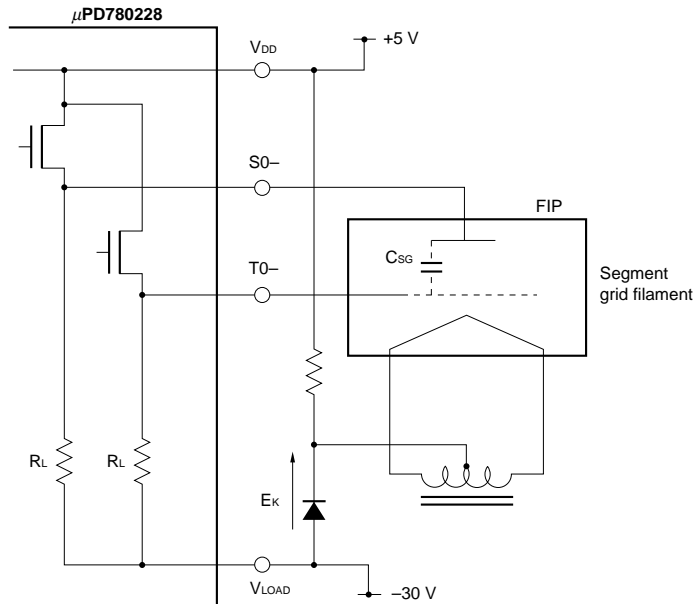 μPD780228
VDD
+5 V
S0–
FIP
CSG
T0–
Segment
grid filament
RL
RL
EK
VLOAD
–30 V